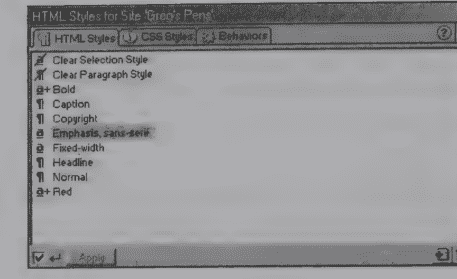 HTML Styles for Site 'Greg's Pens'
HTML Styles CSS Styles Behaviors ?
Clear Selection Style
Clear Paragraph Style
a+ Bold
¶ Caption
¶ Copyright
a Emphasis, sans-serif
a Fixed-width
¶ Headline
¶ Normal
a+ Red
Apply